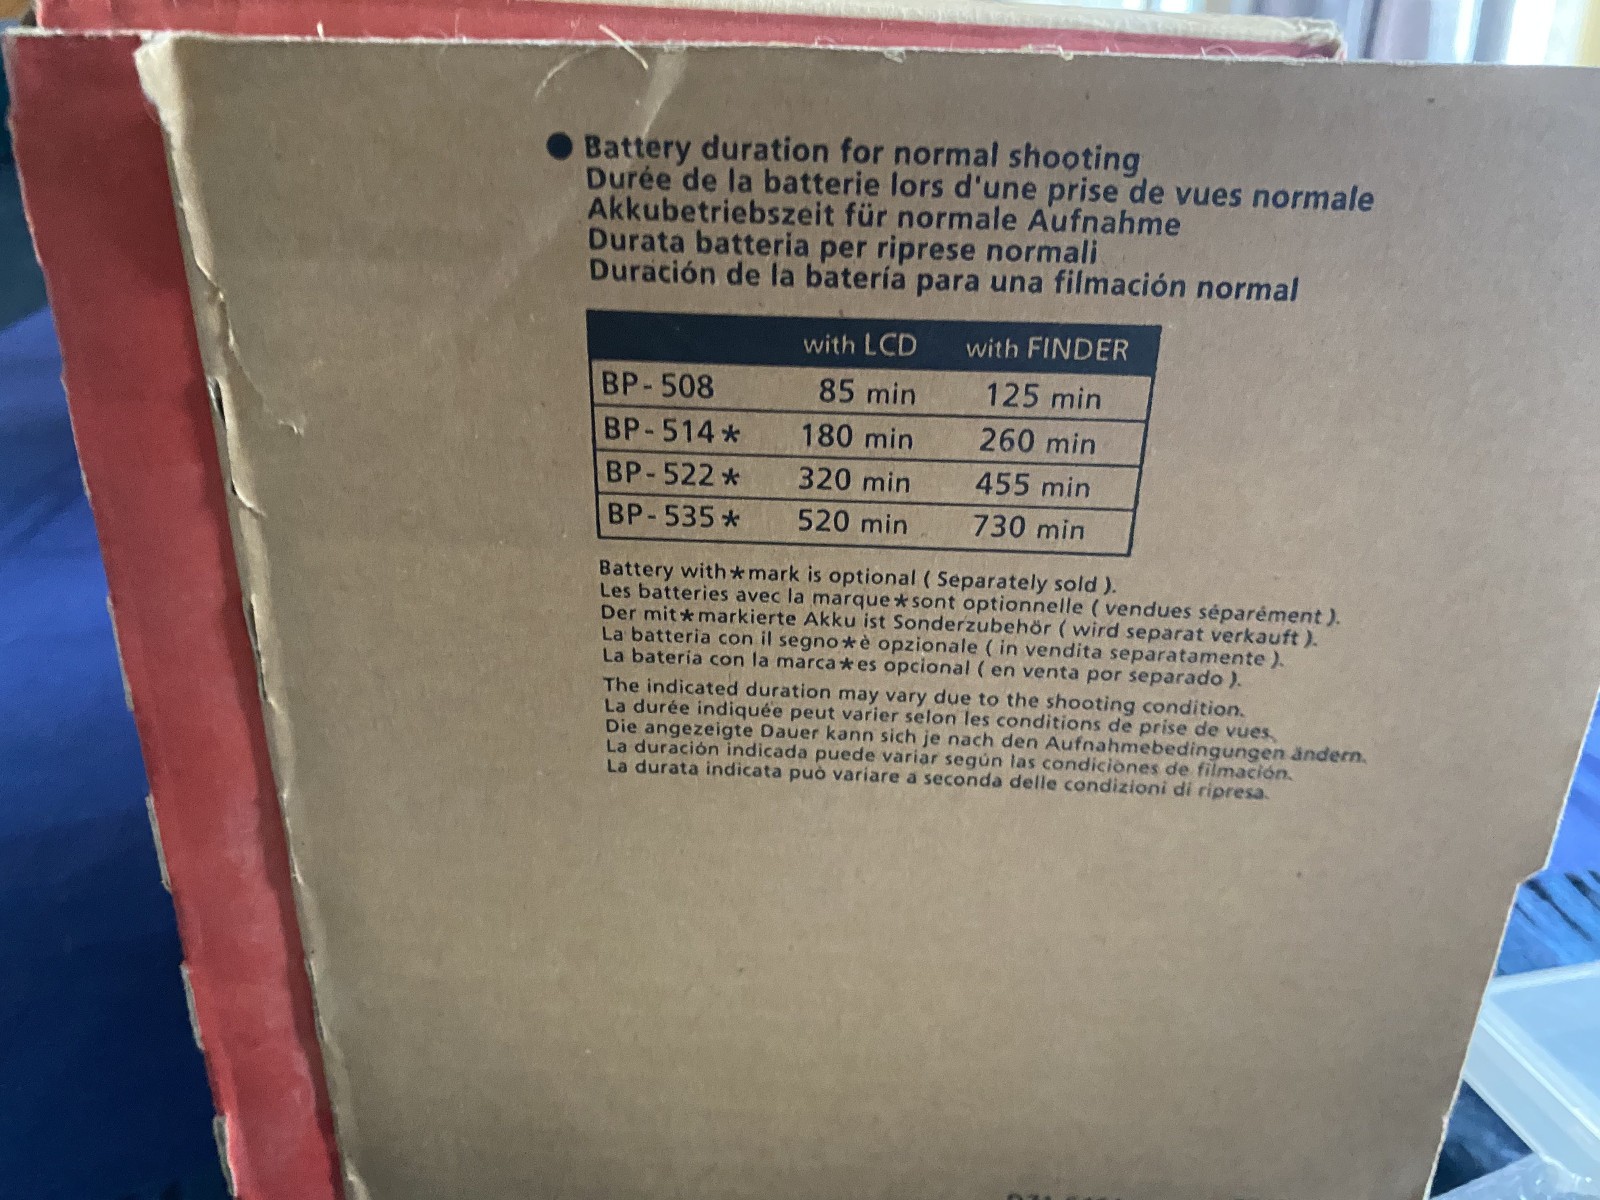 ● Battery duration for normal shooting
Durée de la batterie lors d'une prise de vues normale
Akkubetriebszeit für normale Aufnahme
Durata batteria per riprese normali
Duración de la batería para una filmación normal
with LCD with FINDER
BP-508 85 min 125 min
BP-514* 180 min 260 min
BP-522* 320 min 455 min
BP-535* 520 min 730 min
Battery with*mark is optional ( Separately sold ).
Les batteries avec la marque*sont optionnelle ( vendues séparément ).
Der mit*markierte Akku ist Sonderzubehör ( wird separat verkauft ).
La batteria con il segno*è opzionale ( in vendita separatamente ).
La batería con la marca*es opcional ( en venta por separado ).
The indicated duration may vary due to the shooting condition.
La durée indiquée peut varier selon les conditions de prise de vues.
Die angezeigte Dauer kann sich je nach den Aufnahmebedingungen ändern.
La duración indicada puede variar según las condiciones de filmación.
La durata indicata può variare a seconda delle condizioni di ripresa.